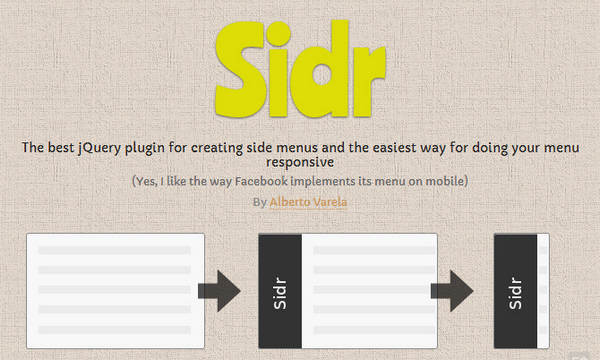 Sidr
The best jQuery plugin for creating side menus and the easiest way for doing your menu
responsive
(Yes, I like the way Facebook implements its menu on mobile)
By Alberto Varela
Sidr
Sidr